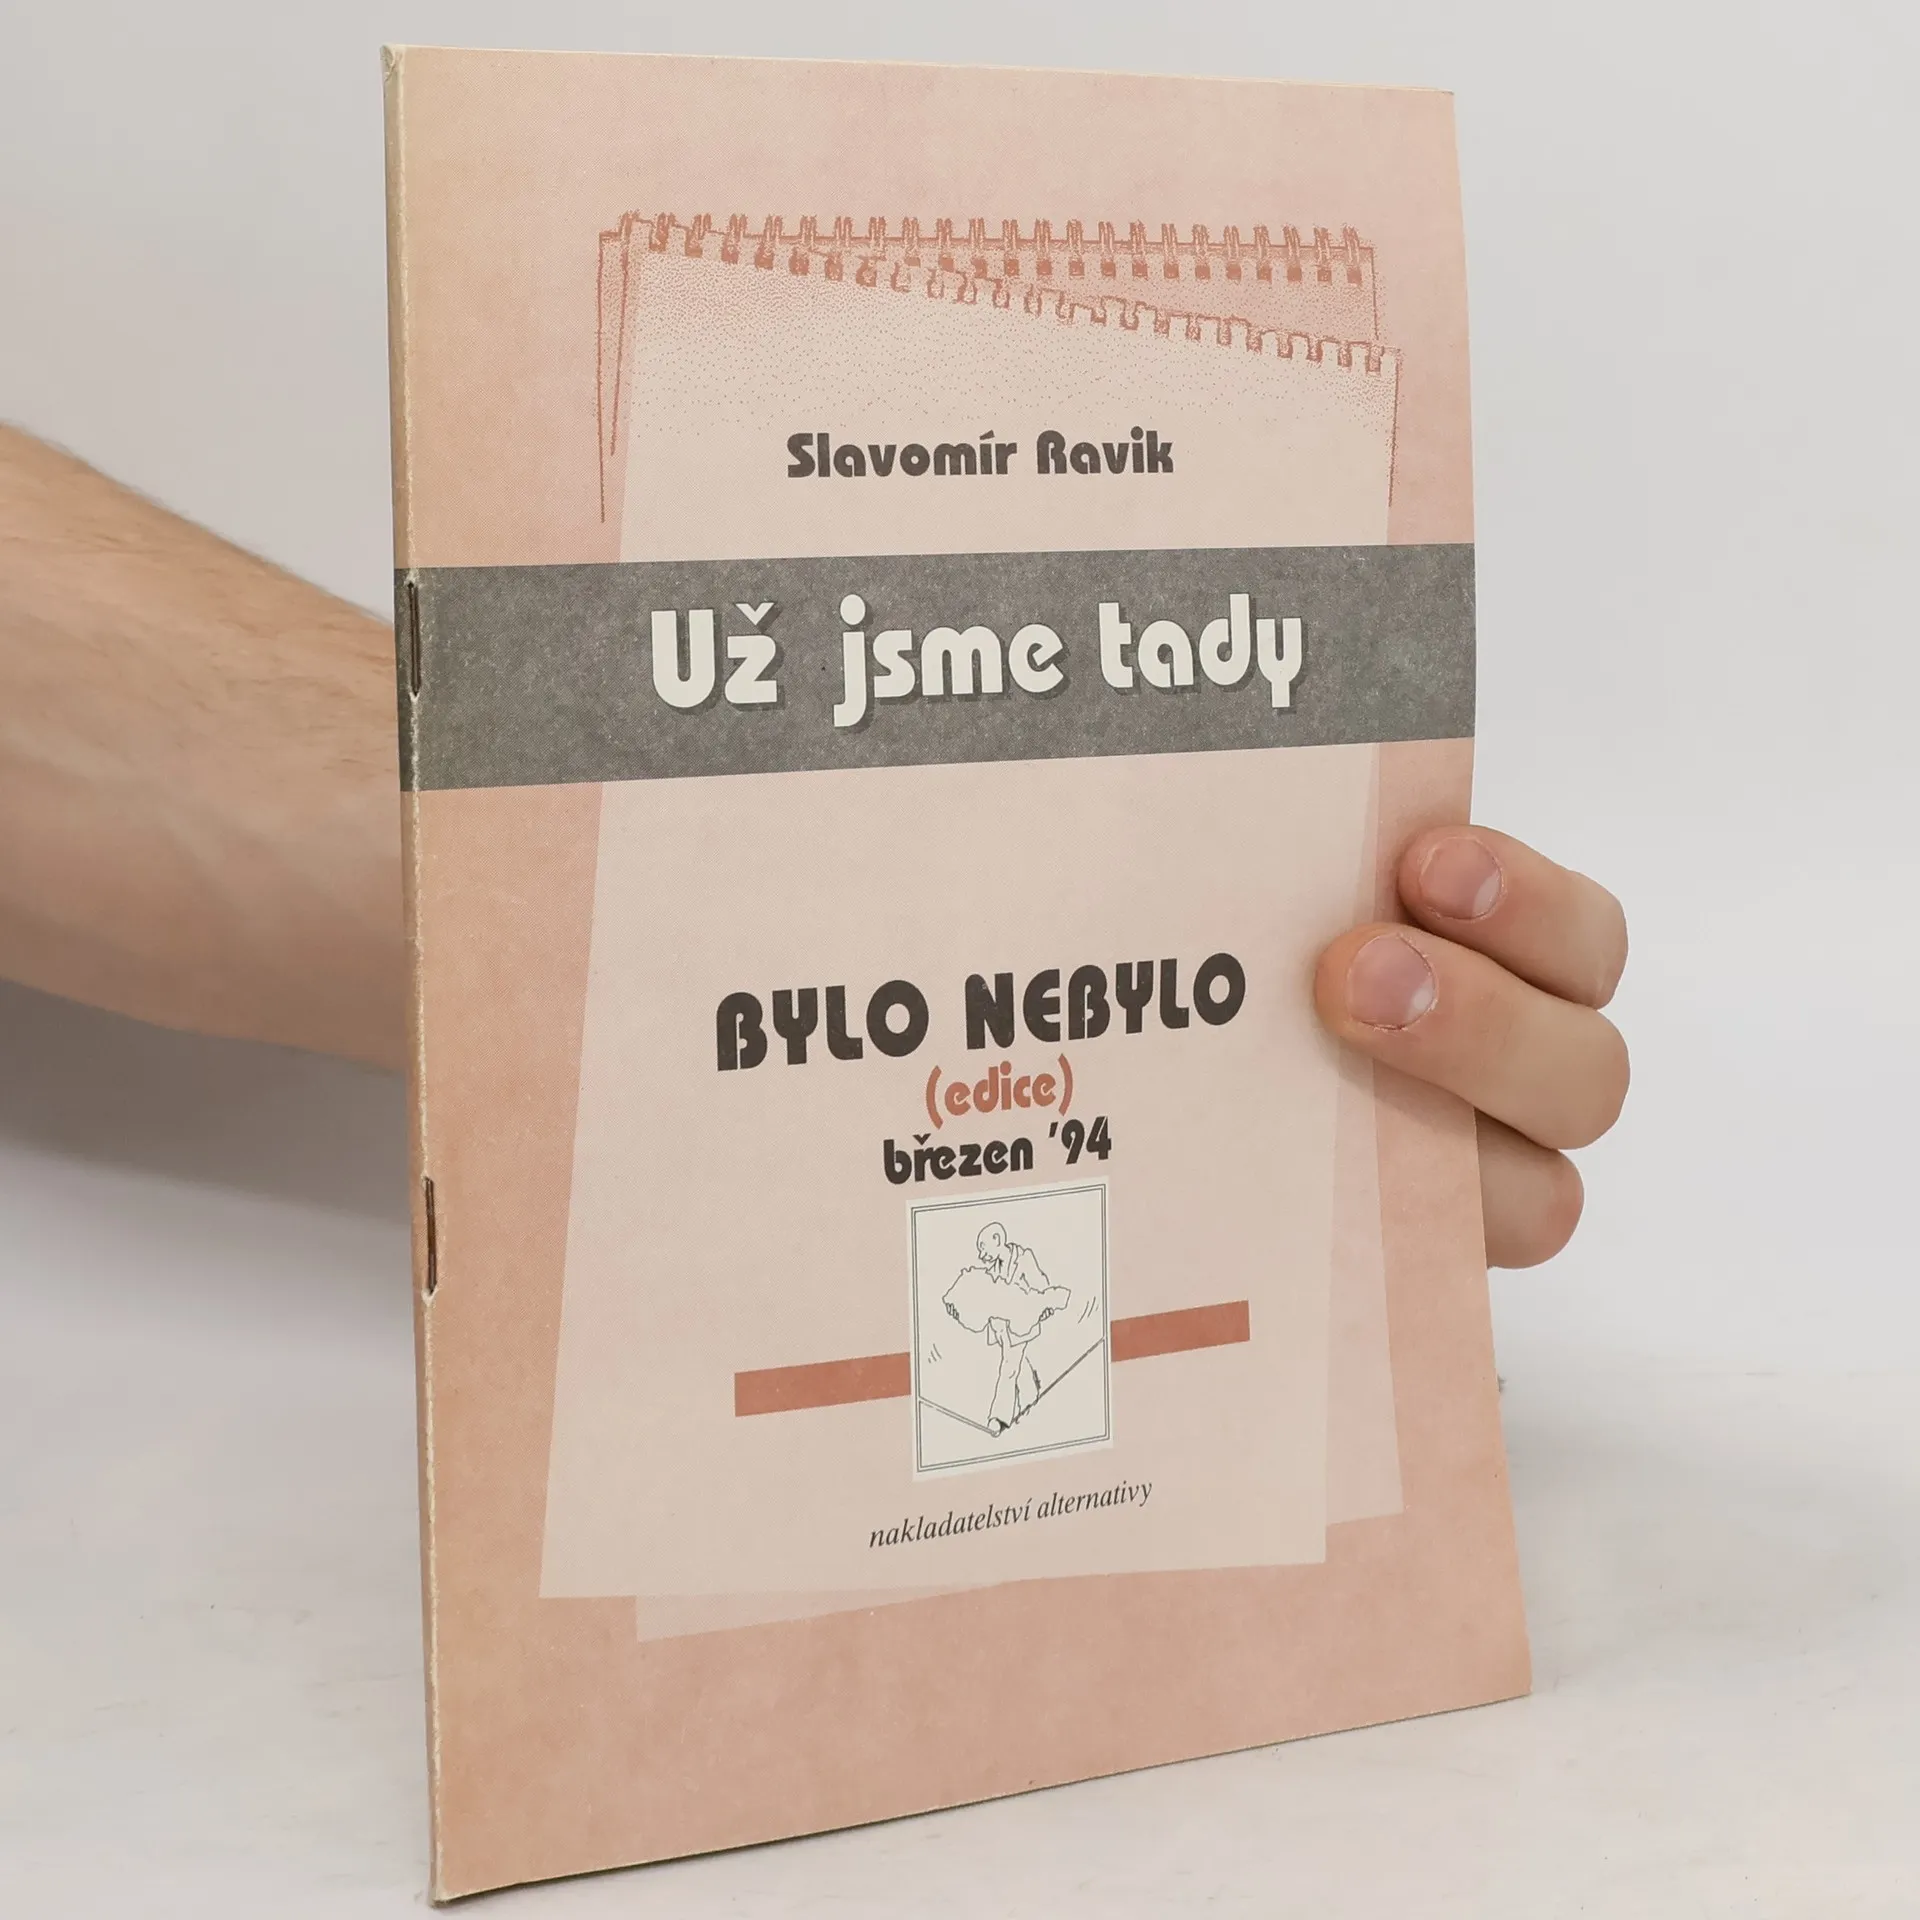 Slavomír Ravik
Už jsme tady
BYLO NEBYLO
(edice)
březen '94
nakladatelství alternativy